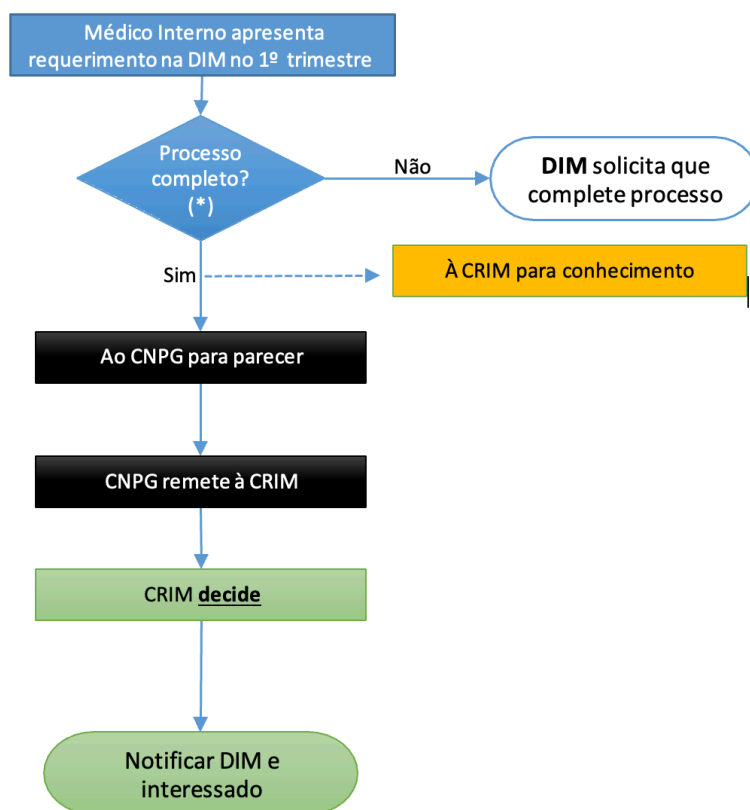 Médico Interno apresenta
requerimento na DIM no 1º trimestre
Processo
completo?
(*)
Não
DIM solicita que
complete processo
Sim
À CRIM para conhecimento
Ao CNPG para parecer
CNPG remete à CRIM
CRIM decide
Notificar DIM e
interessado